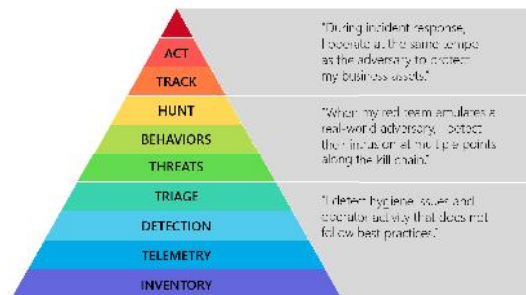 ACT
TRACK
HUNT
BEHAVIORS
THREATS
TRIAGE
DETECTION
TELEMETRY
INVENTORY
"During incident response,
I operate at the same tempo
as the adversary to protect
my business assets."
"When my red team emulates a
real-world adversary, I detect
their intrusion at multiple points
along the kill chain."
"I detect hygiene issues and
operator activity that does not
follow best practices."